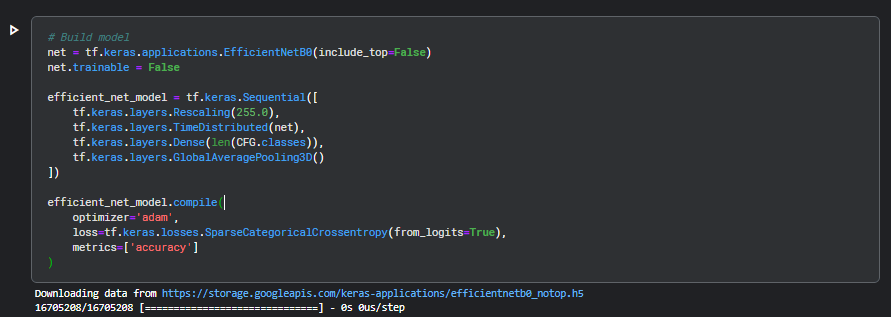 # Build model
net = tf.keras.applications.EfficientNetB0(include_top=False)
net.trainable = False

efficient_net_model = tf.keras.Sequential([
    tf.keras.layers.Rescaling(255.0),
    tf.keras.layers.TimeDistributed(net),
    tf.keras.layers.Dense(len(CFG.classes)),
    tf.keras.layers.GlobalAveragePooling3D()
])

efficient_net_model.compile(
    optimizer='adam',
    loss=tf.keras.losses.SparseCategoricalCrossentropy(from_logits=True),
    metrics=['accuracy']
)
Downloading data from https://storage.googleapis.com/keras-applications/efficientnetb0_notop.h5
16705208/16705208 [==============================] - 0s 0us/step